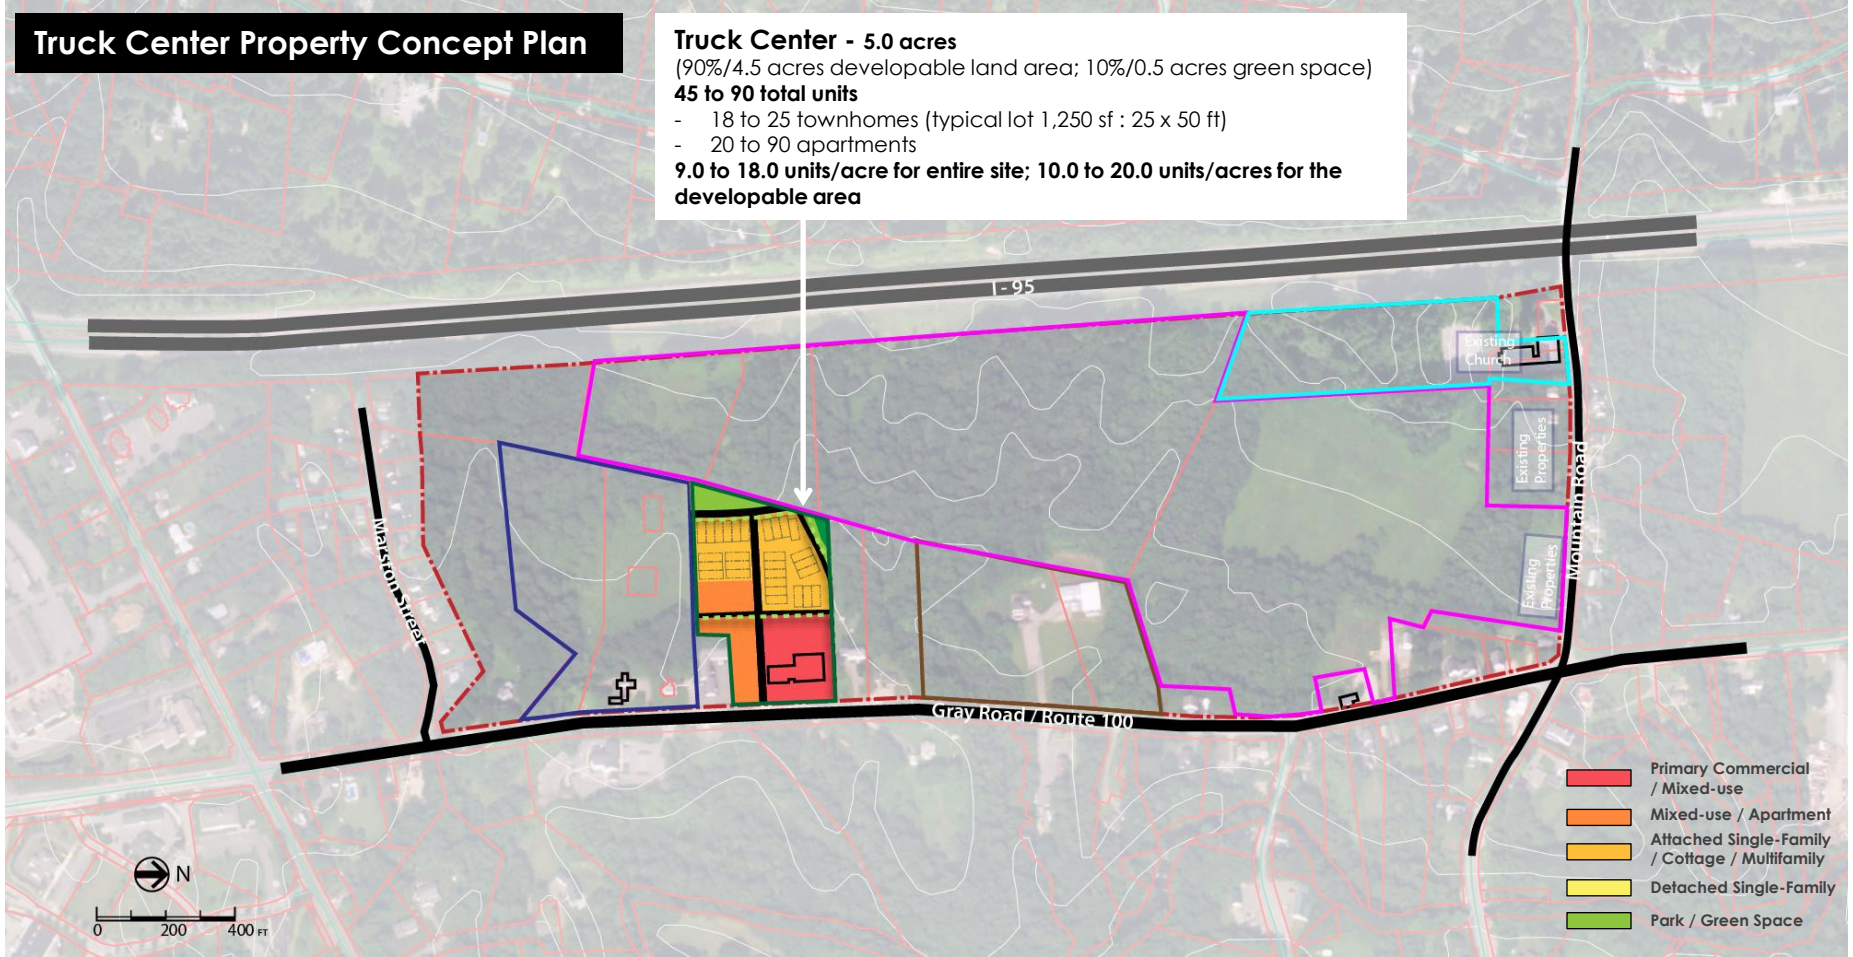 Truck Center Property Concept Plan
Truck Center - 5.0 acres
(90%/4.5 acres developable land area; 10%/0.5 acres green space)
45 to 90 total units
- 18 to 25 townhomes (typical lot 1,250 sf : 25 x 50 ft)
- 20 to 90 apartments
9.0 to 18.0 units/acre for entire site; 10.0 to 20.0 units/acres for the
developable area
I - 95
Existing
Church
Existing
Properties
Mountain Road
Existing
Properties
Marston Street
Gray Road / Route 100
Primary Commercial
/ Mixed-use
Mixed-use / Apartment
Attached Single-Family
/ Cottage / Multifamily
Detached Single-Family
Park / Green Space
N
0 200 400 FT